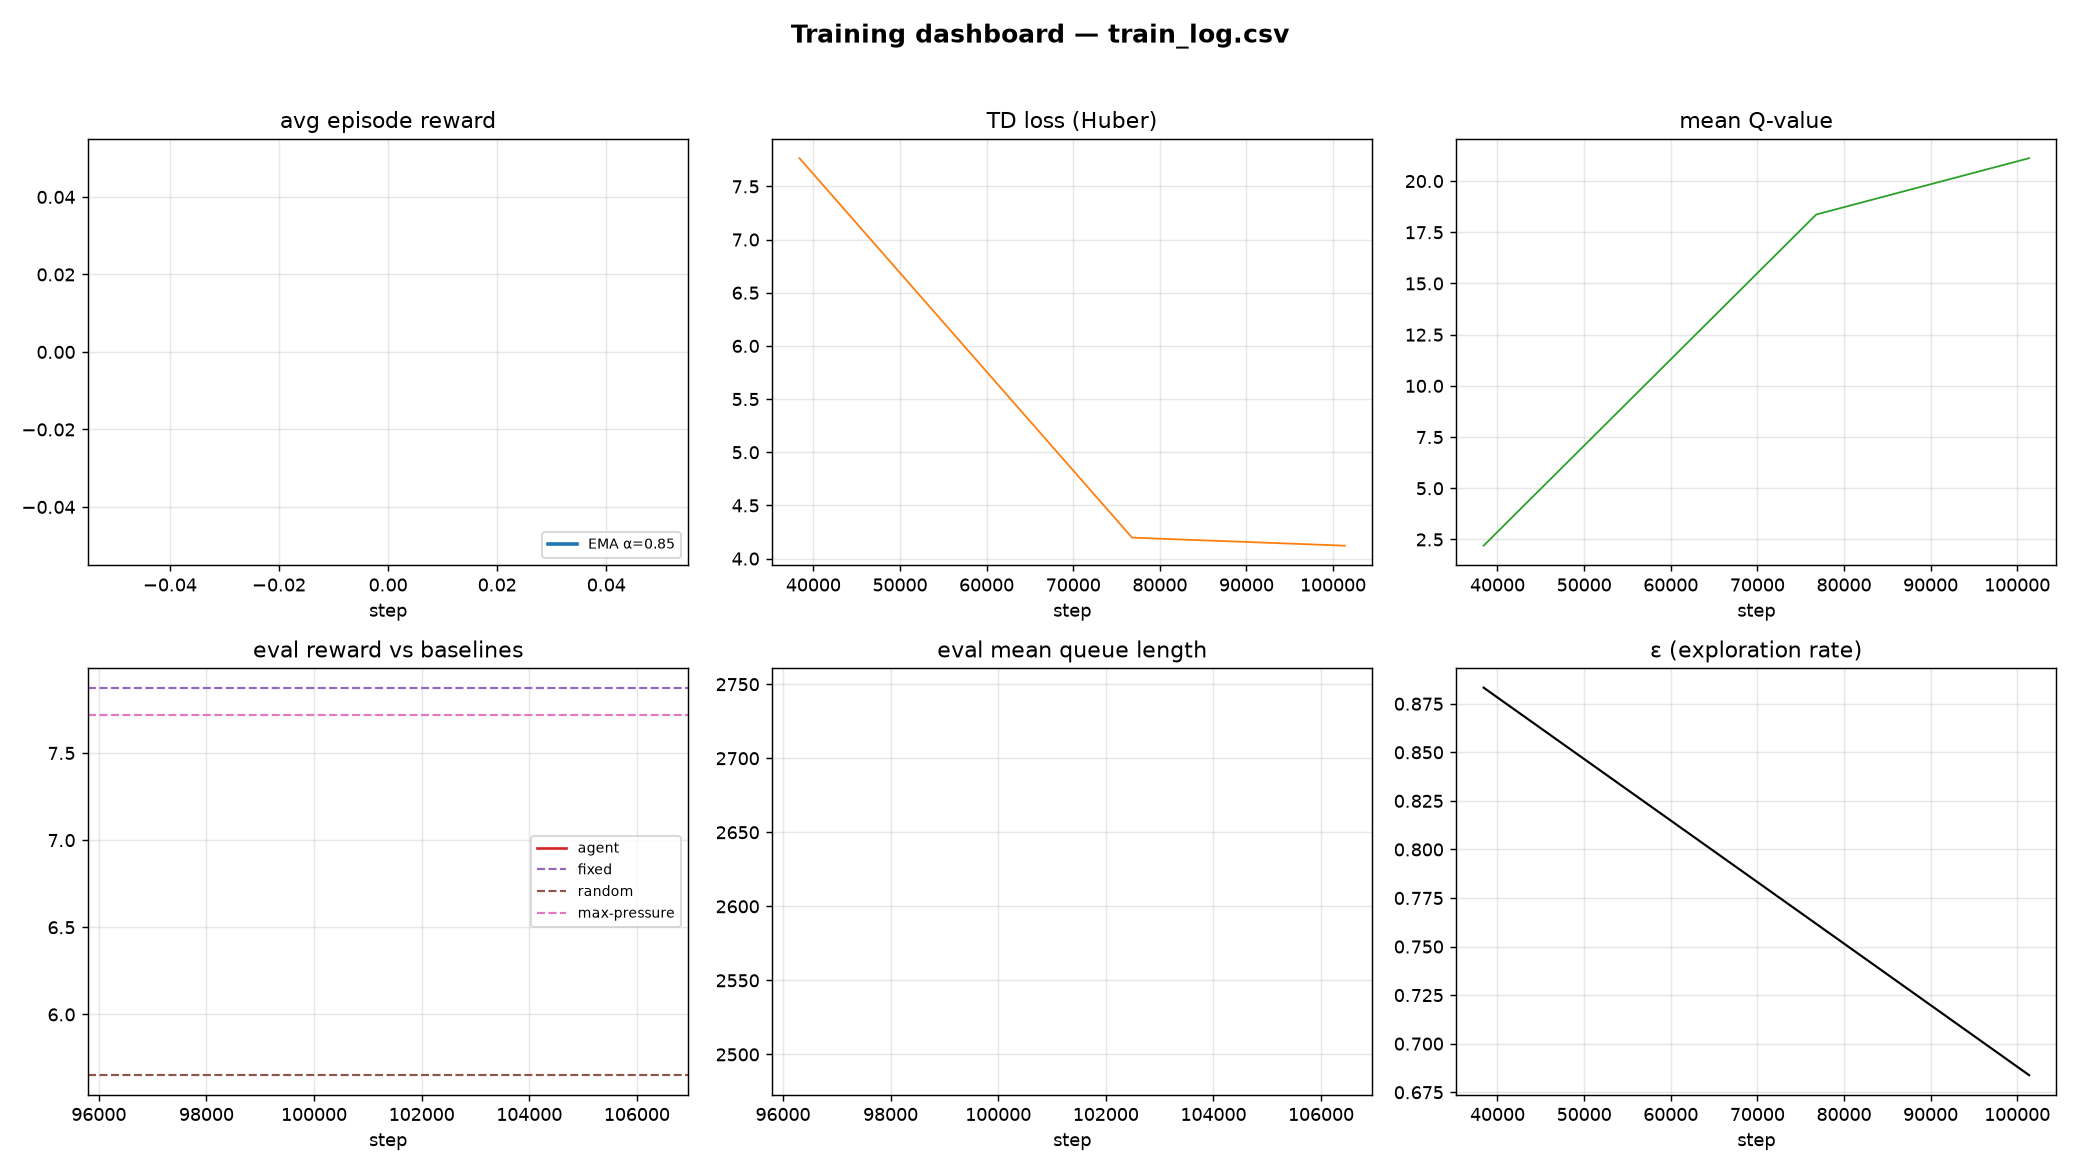 Training dashboard — train_log.csv
avg episode reward
0.04
0.02
0.00
−0.02
−0.04
EMA α=0.85
−0.04 −0.02 0.00 0.02 0.04
step
TD loss (Huber)
7.5
7.0
6.5
6.0
5.5
5.0
4.5
4.0
40000 50000 60000 70000 80000 90000 100000
step
mean Q-value
20.0
17.5
15.0
12.5
10.0
7.5
5.0
2.5
40000 50000 60000 70000 80000 90000 100000
step
eval reward vs baselines
7.5
7.0
6.5
6.0
agent
fixed
random
max-pressure
96000 98000 100000 102000 104000 106000
step
eval mean queue length
2750
2700
2650
2600
2550
2500
96000 98000 100000 102000 104000 106000
step
ε (exploration rate)
0.875
0.850
0.825
0.800
0.775
0.750
0.725
0.700
0.675
40000 50000 60000 70000 80000 90000 100000
step